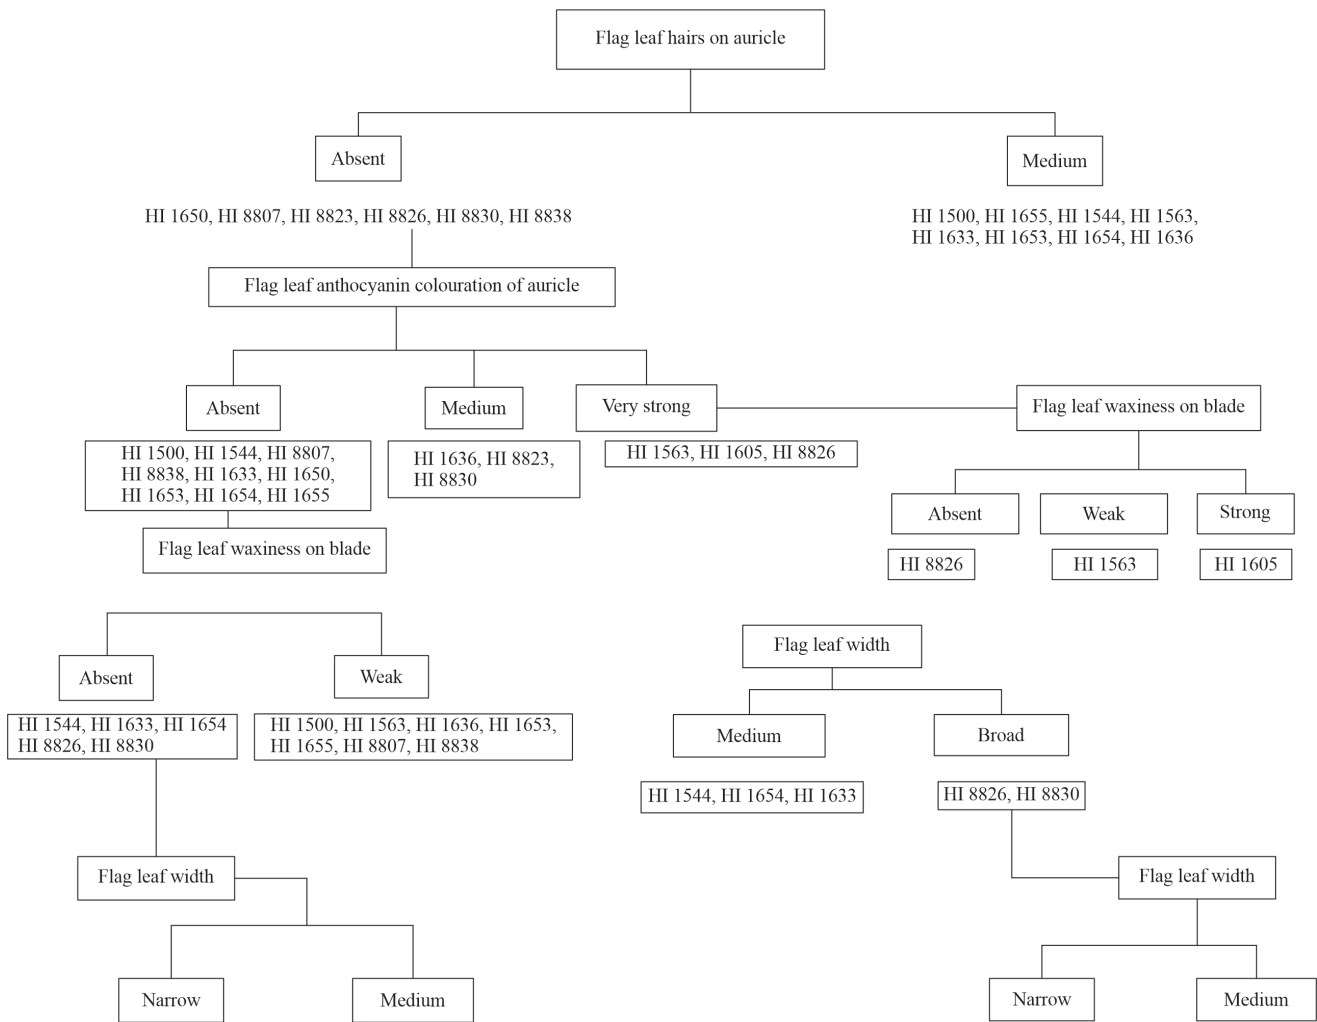 Flag leaf hairs on auricle
Absent
Medium
HI 1650, HI 8807, HI 8823, HI 8826, HI 8830, HI 8838
HI 1500, HI 1655, HI 1544, HI 1563,
HI 1633, HI 1653, HI 1654, HI 1636
Flag leaf anthocyanin colouration of auricle
Absent
Medium
Very strong
Flag leaf waxiness on blade
HI 1500, HI 1544, HI 8807,
HI 8838, HI 1633, HI 1650,
HI 1653, HI 1654, HI 1655
HI 1636, HI 8823,
HI 8830
HI 1563, HI 1605, HI 8826
Absent
Weak
Strong
HI 8826
HI 1563
HI 1605
Flag leaf waxiness on blade
Absent
Weak
HI 1544, HI 1633, HI 1654
HI 8826, HI 8830
HI 1500, HI 1563, HI 1636, HI 1653,
HI 1655, HI 8807, HI 8838
Flag leaf width
Medium
Broad
HI 1544, HI 1654, HI 1633
HI 8826, HI 8830
Flag leaf width
Narrow
Medium
Flag leaf width
Narrow
Medium